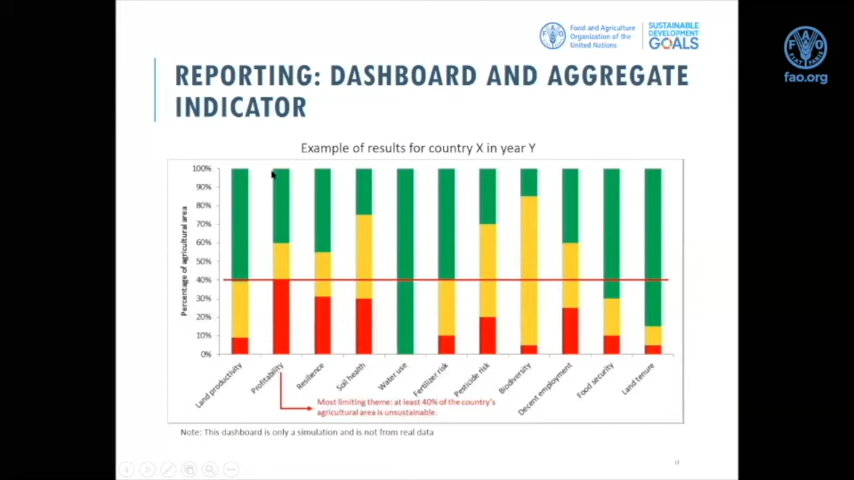 Food and Agriculture
Organization of the
United Nations
SUSTAINABLE
DEVELOPMENT
GOALS
FAO
FIAT PANIS
fao.org
REPORTING: DASHBOARD AND AGGREGATE
INDICATOR
Example of results for country X in year Y
Percentage of agricultural area
100%
90%
80%
70%
60%
50%
40%
30%
20%
10%
0%
Land productivity
Profitability
Resilience
Soil health
Water use
Fertilizer risk
Pesticide risk
Biodiversity
Decent employment
Food security
Land tenure
Most limiting theme: at least 40% of the country's
agricultural area is unsustainable.
Note: This dashboard is only a simulation and is not from real data